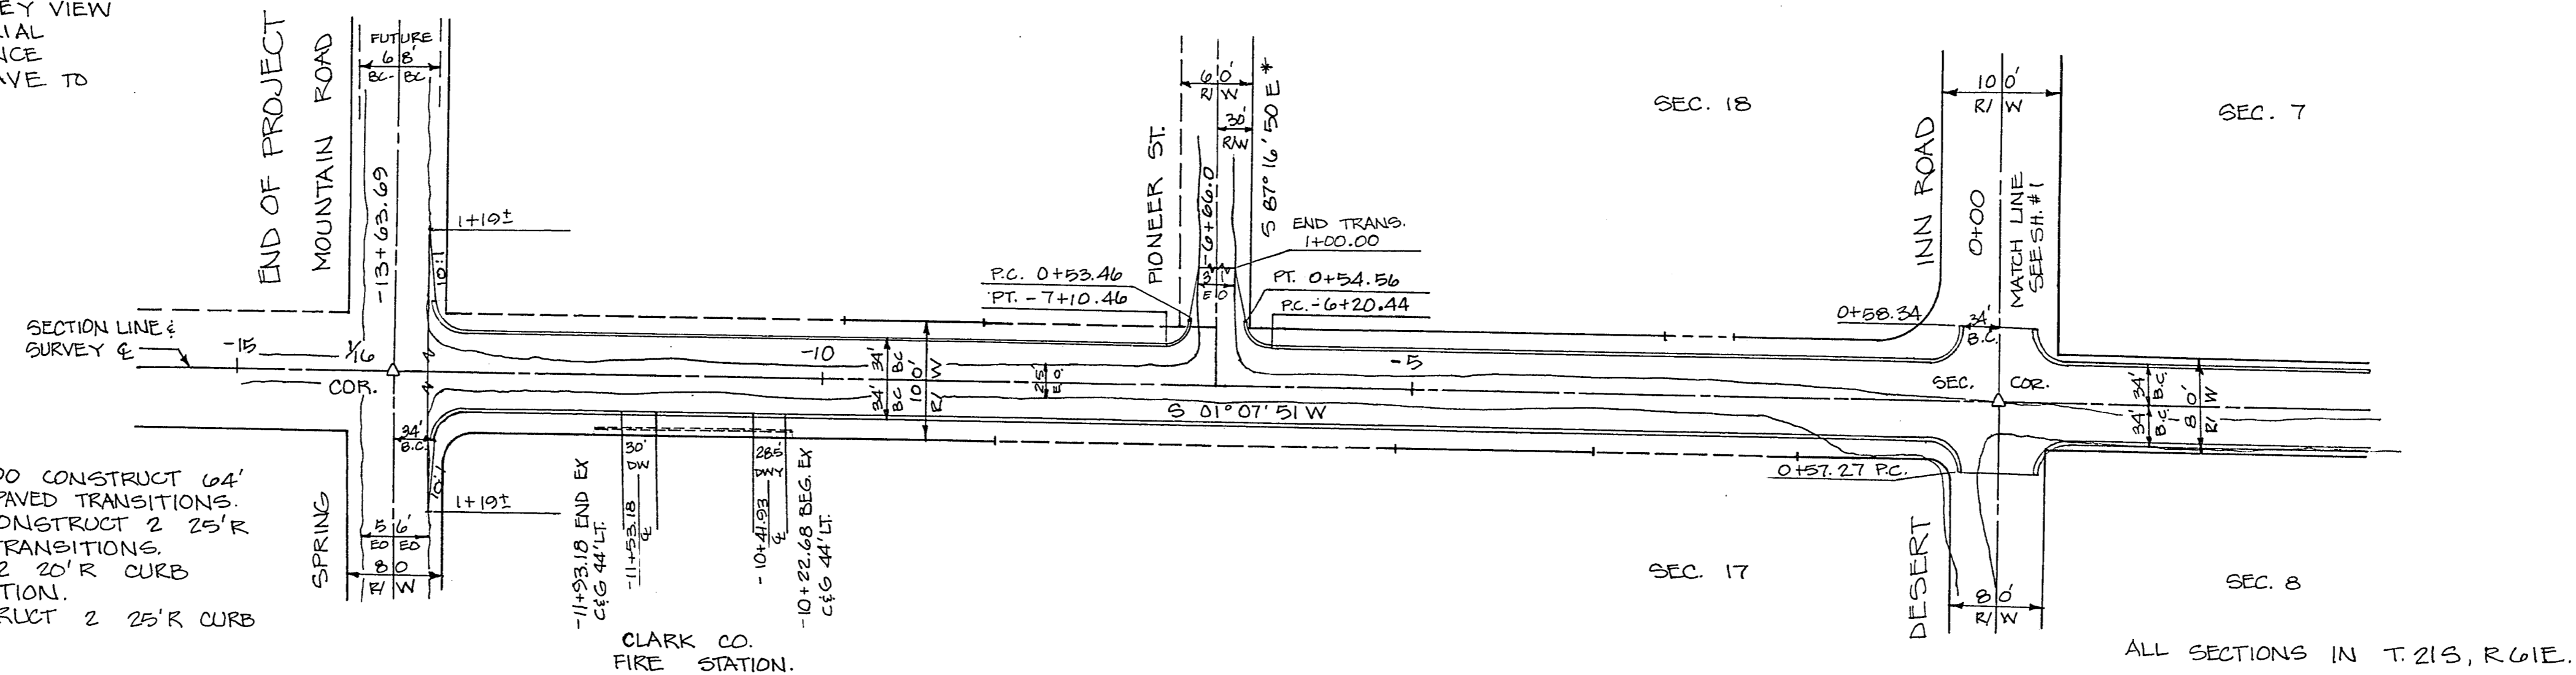 EY VIEW
IAL
NCE
AVE TO
END OF PROJECT
MOUNTAIN ROAD
FUTURE
68'
BC-BC
-13+63.69
10:1
1+19±
SECTION LINE &
SURVEY ℄
-15
1/16
COR.
34'
B.C.
10:1
1+19±
SPRING
56'
EO EO
80
R/W
DO CONSTRUCT 64'
PAVED TRANSITIONS.
ONSTRUCT 2 25'R
TRANSITIONS.
2 20'R CURB
TION.
RUCT 2 25'R CURB
-11+93.18 END EX
C&G 44'LT.
30'
DW
-11+53.18
℄
285'
DWY
-10+41.93
℄
-10+22.68 BEG. EX
C&G 44'LT.
CLARK CO.
FIRE STATION.
-10
34' BC
34' BC
100'
R/W
25'
E.O.
P.C. 0+53.46
PT. -7+10.46
PIONEER ST.
60'
R/W
30'
R/W
-6+66.0
31'
EO
S 87° 16' 50 E *
END TRANS.
1+00.00
PT. 0+54.56
P.C. -6+20.44
-5
S 01° 07' 51 W
SEC. 18
SEC. 17
INN ROAD
100'
R/W
0+00
MATCH LINE
SEE SH. #1
0+58.34
34'
B.C.
SEC. COR.
0+57.27 P.C.
DESERT
80'
R/W
34' B.C.
34' B.C.
80'
R/W
SEC. 7
SEC. 8
ALL SECTIONS IN T. 21S, R61E.